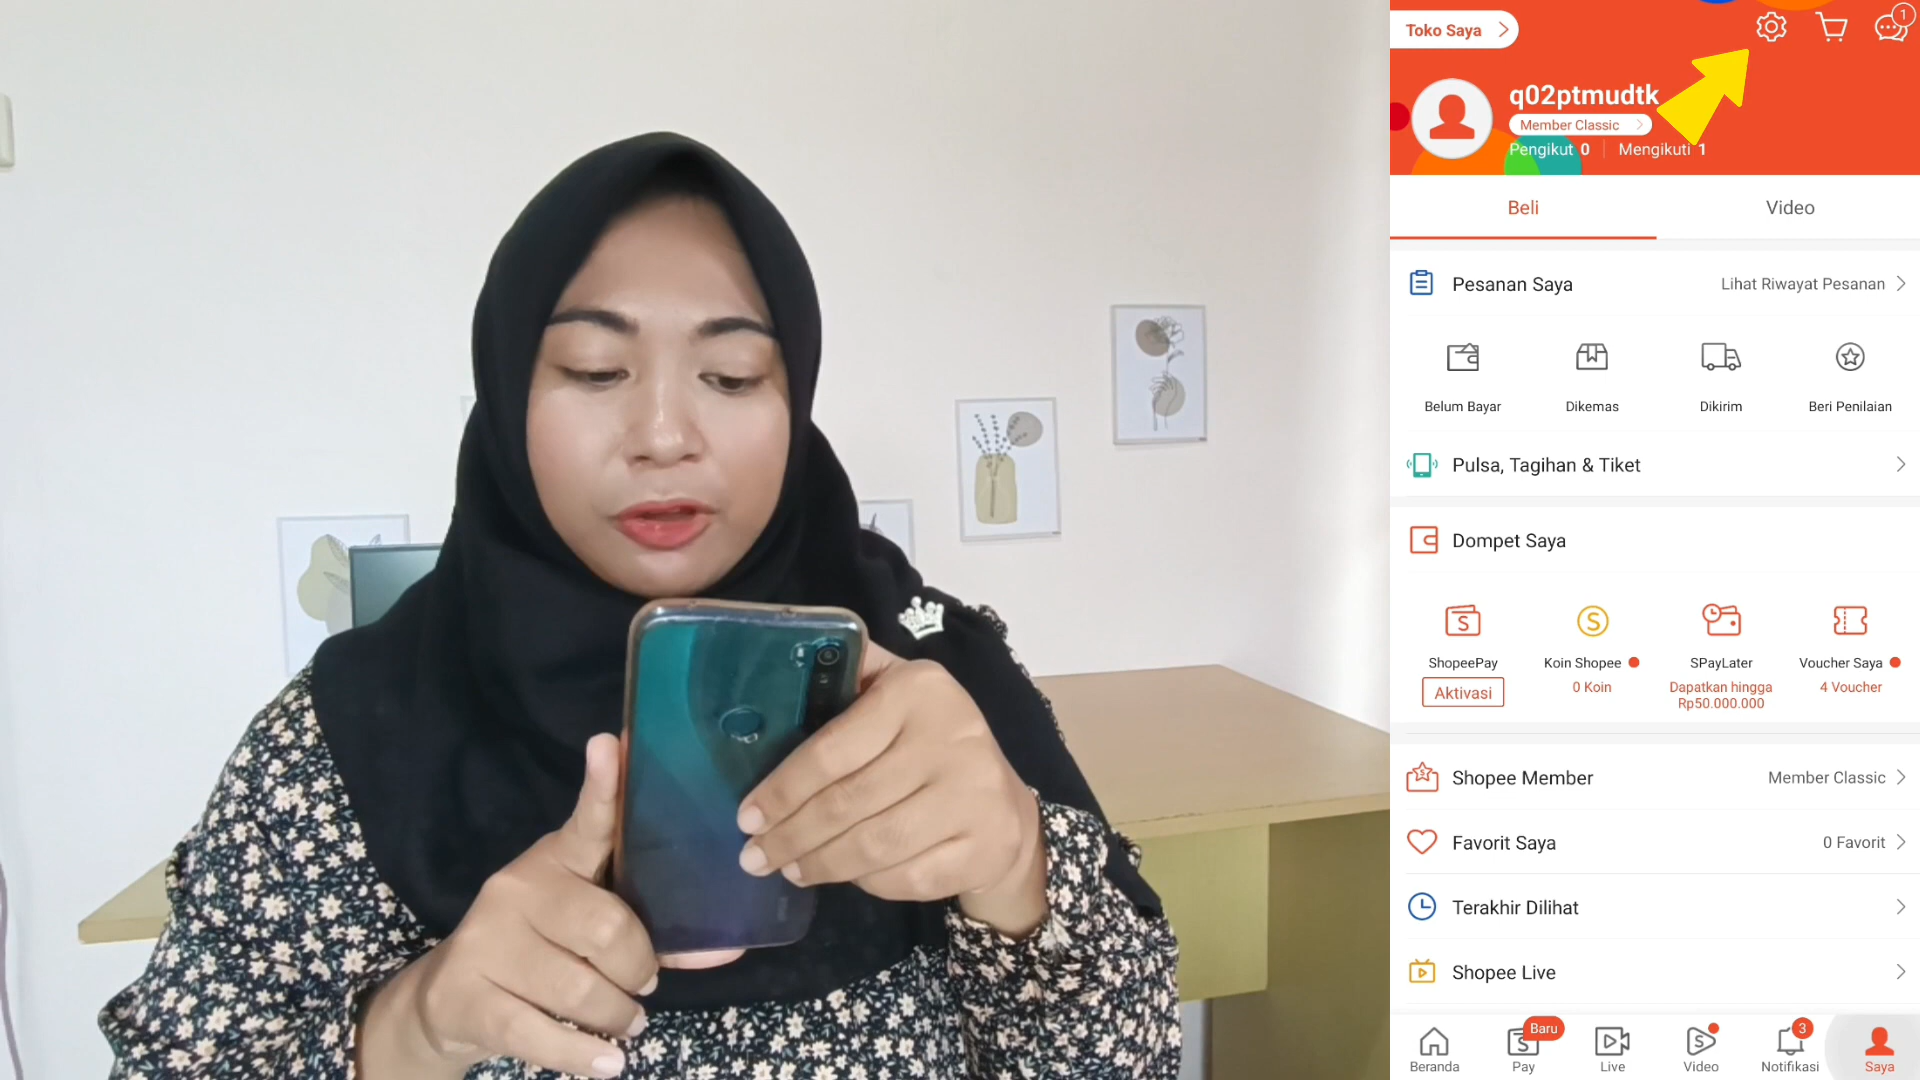 Toko Saya
1
q02ptmudtk
Member Classic
Pengikut 0 Mengikuti 1
Beli Video
Pesanan Saya Lihat Riwayat Pesanan
Belum Bayar Dikemas Dikirim Beri Penilaian
Pulsa, Tagihan & Tiket
Dompet Saya
S S
ShopeePay Koin Shopee SPayLater Voucher Saya
Aktivasi 0 Koin Dapatkan hingga 4 Voucher
Rp50.000.000
Shopee Member Member Classic
Favorit Saya 0 Favorit
Terakhir Dilihat
Shopee Live
Baru 3
Beranda Pay Live Video Notifikasi Saya